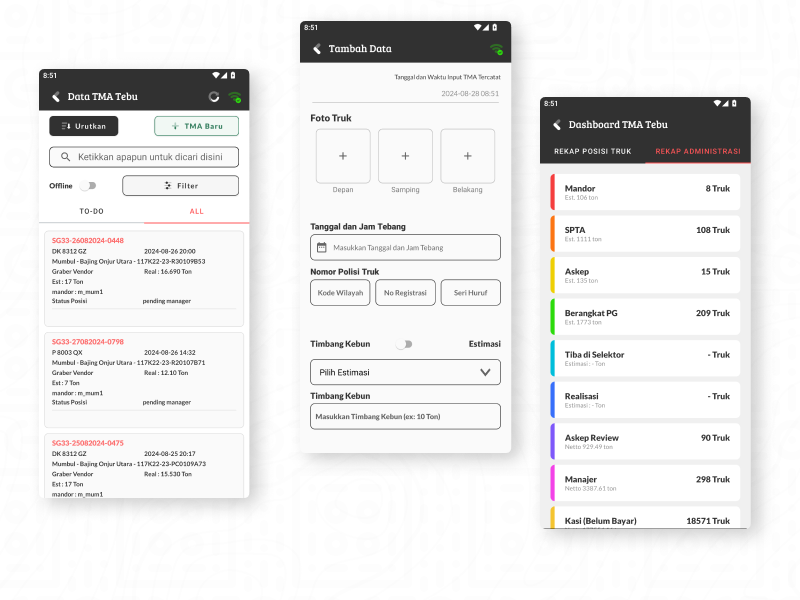 8:51
Data TMA Tebu
Urutkan
TMA Baru
Ketikkan apapun untuk dicari disini
Offline
Filter
TO-DO
ALL
SG33-26082024-0448
DK 8312 GZ 2024-08-26 20:00
Mumbul - Bajing Onjur Utara - 117K22-23-R30109B53
Graber Vendor Real : 16.690 Ton
Est : 17 Ton
mandor : m_mum1
Status Posisi pending manager
SG33-27082024-0798
P 8003 QX 2024-08-26 14:32
Mumbul - Bajing Onjur Utara - 117K22-23-R20107B71
Graber Vendor Real : 12.10 Ton
Est : 7 Ton
mandor : m_mum1
Status Posisi pending manager
SG33-25082024-0475
DK 8312 GZ 2024-08-25 20:17
Mumbul - Bajing Onjur Utara - 117K22-23-PC0109A73
Graber Vendor Real : 15.530 Ton
Est : 17 Ton
mandor : m_mum1
8:51
Tambah Data
Tanggal dan Waktu Input TMA Tercatat
2024-08-28 08:51
Foto Truk
Depan
Samping
Belakang
Tanggal dan Jam Tebang
Masukkan Tanggal dan Jam Tebang
Nomor Polisi Truk
Kode Wilayah
No Registrasi
Seri Huruf
Timbang Kebun
Estimasi
Pilih Estimasi
Timbang Kebun
Masukkan Timbang Kebun (ex: 10 Ton)
8:51
Dashboard TMA Tebu
REKAP POSISI TRUK
REKAP ADMINISTRASI
Mandor 8 Truk
Est. 106 ton
SPTA 108 Truk
Est. 1111 ton
Askep 15 Truk
Est. 135 ton
Berangkat PG 209 Truk
Est. 1773 ton
Tiba di Selektor - Truk
Estimasi : - Ton
Realisasi - Truk
Estimasi : - Ton
Askep Review 90 Truk
Netto 929.49 ton
Manajer 298 Truk
Netto 3387.61 ton
Kasi (Belum Bayar) 18571 Truk